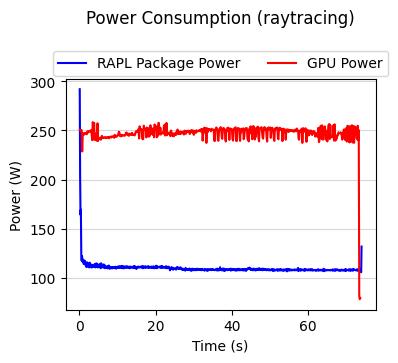 Power Consumption (raytracing)
RAPL Package Power
GPU Power
300
250
200
150
100
Power (W)
0
20
40
60
Time (s)